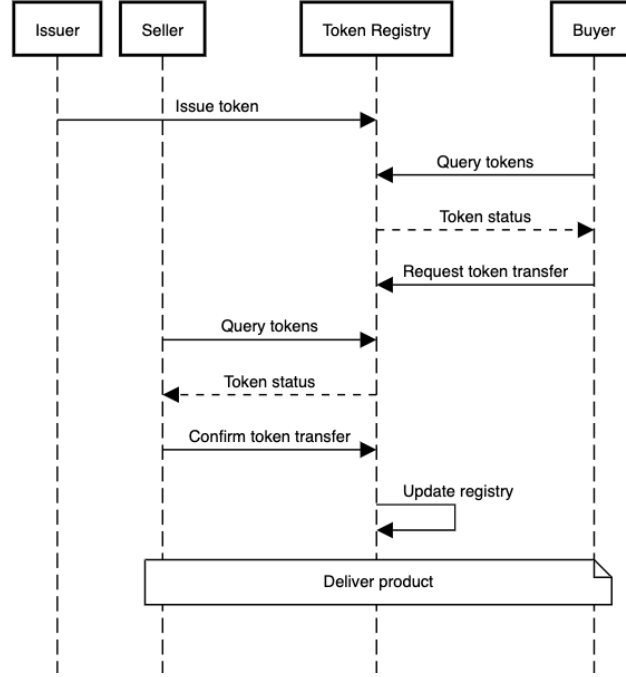 Issuer
Seller
Token Registry
Buyer
Issue token
Query tokens
Token status
Request token transfer
Query tokens
Token status
Confirm token transfer
Update registry
Deliver product